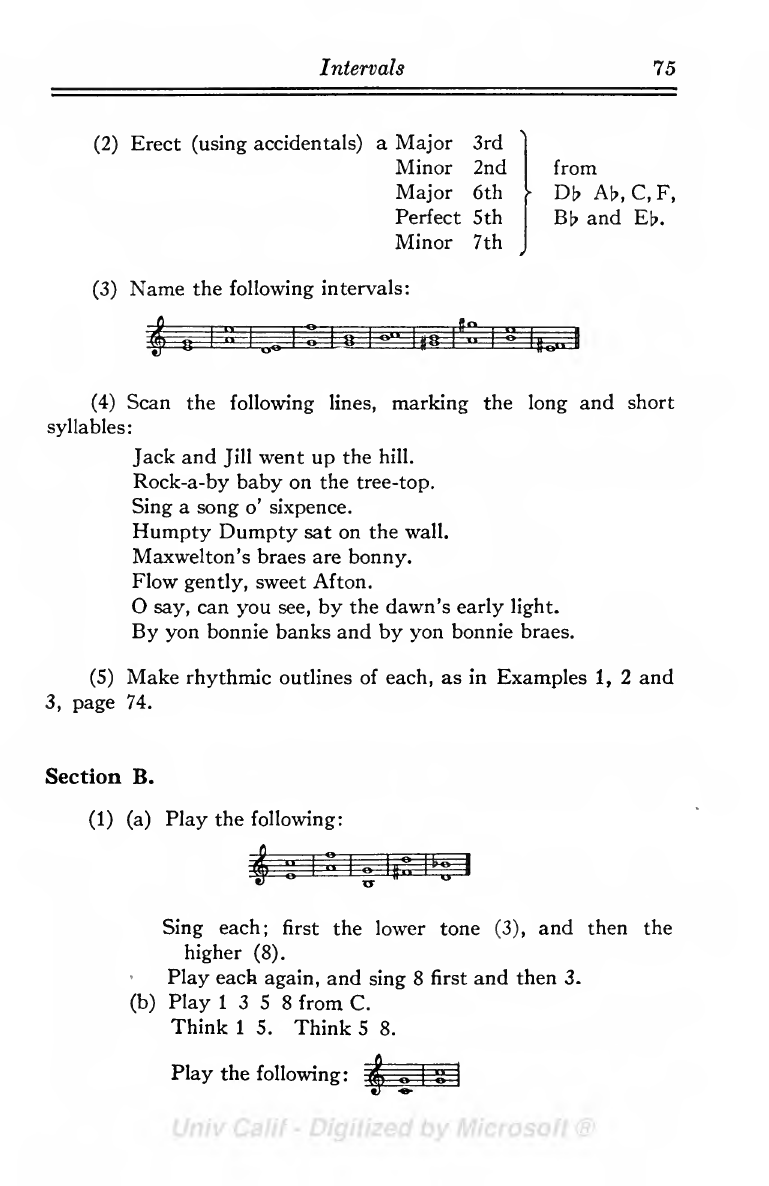 Intervals 75
(2) Erect (using accidentals) a Major 3rd
Minor 2nd from
Major 6th D♭ A♭, C, F,
Perfect 5th B♭ and E♭.
Minor 7th
(3) Name the following intervals:
(4) Scan the following lines, marking the long and short
syllables:
Jack and Jill went up the hill.
Rock-a-by baby on the tree-top.
Sing a song o' sixpence.
Humpty Dumpty sat on the wall.
Maxwelton's braes are bonny.
Flow gently, sweet Afton.
O say, can you see, by the dawn's early light.
By yon bonnie banks and by yon bonnie braes.
(5) Make rhythmic outlines of each, as in Examples 1, 2 and
3, page 74.
Section B.
(1) (a) Play the following:
Sing each; first the lower tone (3), and then the
higher (8).
Play each again, and sing 8 first and then 3.
(b) Play 1 3 5 8 from C.
Think 1 5. Think 5 8.
Play the following:
Univ Calif - Digitized by Microsoft ®